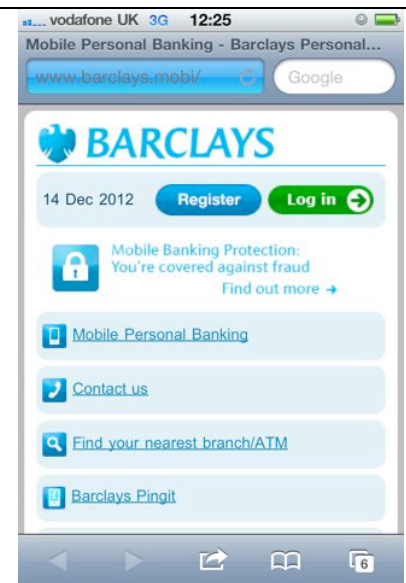 vodafone UK 3G 12:25
Mobile Personal Banking - Barclays Personal...
www.barclays.mobi/ Google
BARCLAYS
14 Dec 2012 Register Log in
Mobile Banking Protection:
You're covered against fraud
Find out more →
Mobile Personal Banking
Contact us
Find your nearest branch/ATM
Barclays Pingit
6